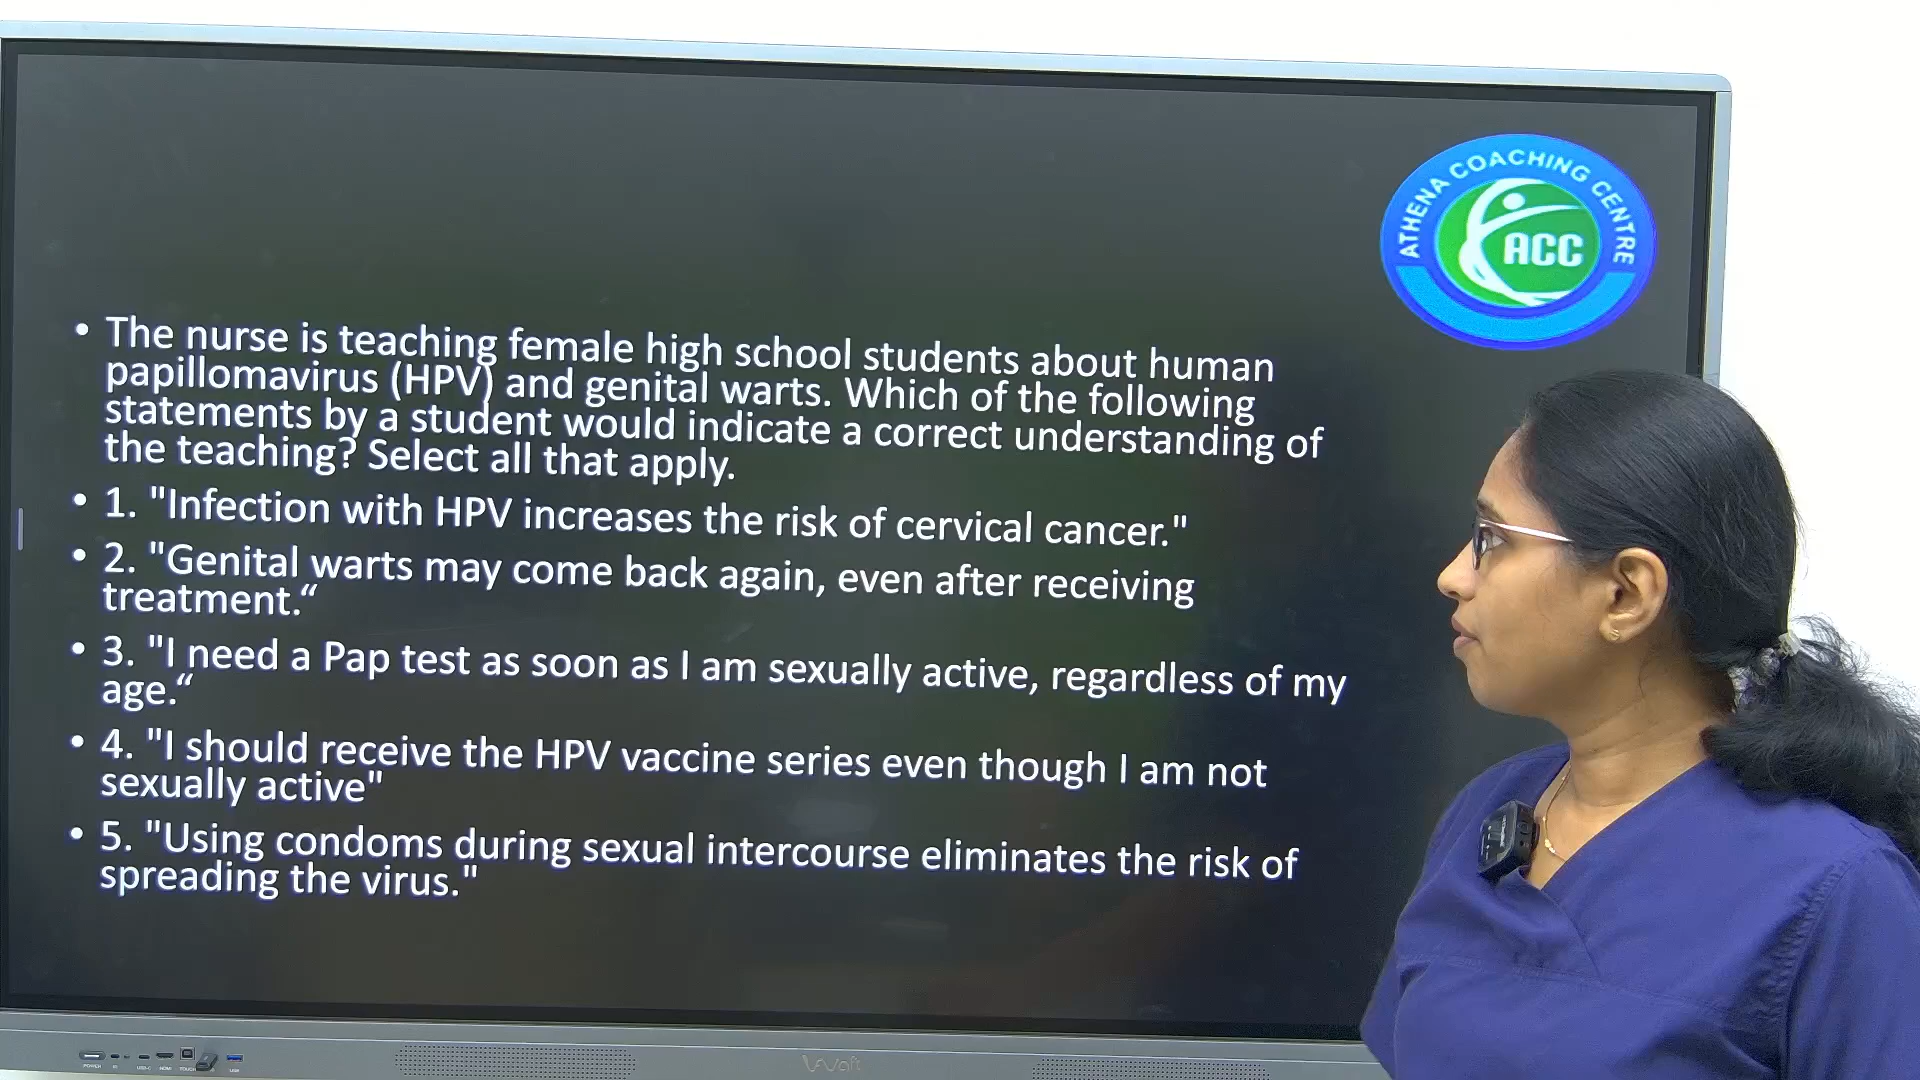 ATHENA COACHING CENTRE
ACC
• The nurse is teaching female high school students about human
papillomavirus (HPV) and genital warts. Which of the following
statements by a student would indicate a correct understanding of
the teaching? Select all that apply.
• 1. "Infection with HPV increases the risk of cervical cancer."
• 2. "Genital warts may come back again, even after receiving
treatment.“
• 3. "I need a Pap test as soon as I am sexually active, regardless of my
age.“
• 4. "I should receive the HPV vaccine series even though I am not
sexually active"
• 5. "Using condoms during sexual intercourse eliminates the risk of
spreading the virus."